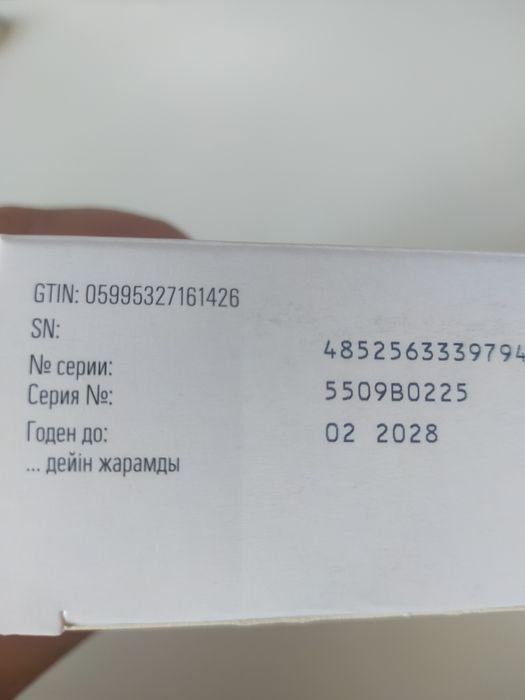 GTIN: 05995327161426
SN: 4852563339794
№ серии:
Серия №: 5509B0225
Годен до: 02 2028
... дейін жарамды